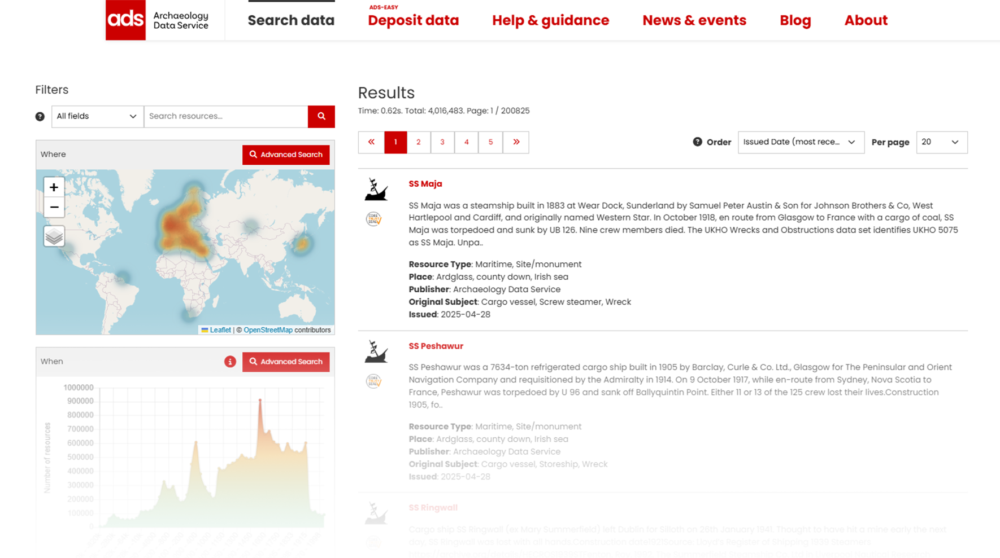 ads
Archaeology
Data Service
Search data
ADS-EASY
Deposit data
Help & guidance
News & events
Blog
About
Filters
?
All fields
Search resources...
Where
Advanced Search
+
−
Leaflet | © OpenStreetMap contributors
When
i
Advanced Search
1000000
900000
800000
700000
600000
500000
400000
300000
200000
100000
0
Number of resources
Results
Time: 0.62s. Total: 4,016,483. Page: 1 / 200825
« 1 2 3 4 5 »
? Order
Issued Date (most rece...
Per page
20
SS Maja
CORE TRUST SEAL
SS Maja was a steamship built in 1883 at Wear Dock, Sunderland by Samuel Peter Austin & Son for Johnson Brothers & Co, West
Hartlepool and Cardiff, and originally named Western Star. In October 1918, en route from Glasgow to France with a cargo of coal, SS
Maja was torpedoed and sunk by UB 126. Nine crew members died. The UKHO Wrecks and Obstructions data set identifies UKHO 5075
as SS Maja. Unpa..
Resource Type: Maritime, Site/monument
Place: Ardglass, county down, Irish sea
Publisher: Archaeology Data Service
Original Subject: Cargo vessel, Screw steamer, Wreck
Issued: 2025-04-28
SS Peshawur
CORE TRUST SEAL
SS Peshawur was a 7634-ton refrigerated cargo ship built in 1905 by Barclay, Curle & Co. Ltd., Glasgow for The Peninsular and Orient
Navigation Company and requisitioned by the Admiralty in 1914. On 9 October 1917, while en-route from Sydney, Nova Scotia to
France, Peshawur was torpedoed by U 96 and sank off Ballyquintin Point. Either 11 or 13 of the 125 crew lost their lives.Construction
1905, fo..
Resource Type: Maritime, Site/monument
Place: Ardglass, county down, Irish sea
Publisher: Archaeology Data Service
Original Subject: Cargo vessel, Storeship, Wreck
Issued: 2025-04-28
SS Ringwall
Cargo ship SS Ringwall (ex Mary Summerfield) left Dublin for Silloth on 26th January 1941. Thought to have hit a mine early the next
day, SS Ringwall was lost with all hands.Construction date1921Source: Lloyd's Register of Shipping 1939 Steamers